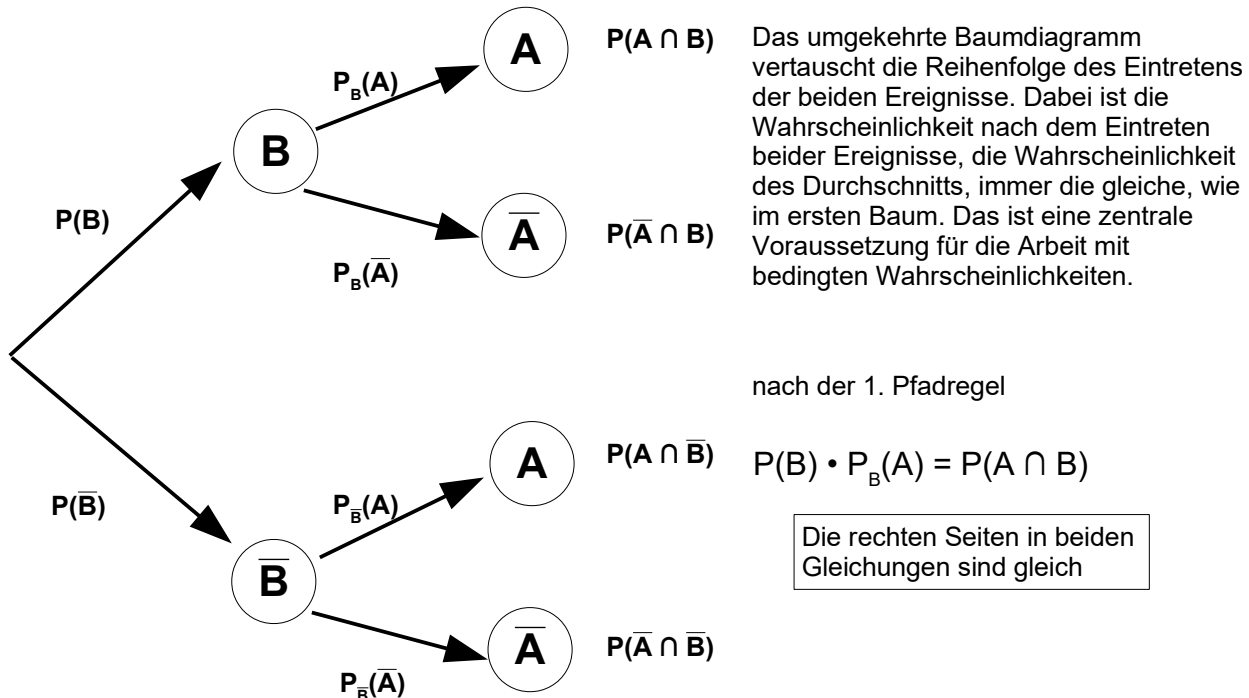 A
P(A ∩ B)
P_B(A)
B
P(B)
A̅
P(A̅ ∩ B)
P_B(A̅)
Das umgekehrte Baumdiagramm
vertauscht die Reihenfolge des Eintretens
der beiden Ereignisse. Dabei ist die
Wahrscheinlichkeit nach dem Eintreten
beider Ereignisse, die Wahrscheinlichkeit
des Durchschnitts, immer die gleiche, wie
im ersten Baum. Das ist eine zentrale
Voraussetzung für die Arbeit mit
bedingten Wahrscheinlichkeiten.
nach der 1. Pfadregel
A
P(A ∩ B̅)
P(B) • P_B(A) = P(A ∩ B)
P(B̅)
P_B̅(A)
B̅
Die rechten Seiten in beiden
Gleichungen sind gleich
A̅
P(A̅ ∩ B̅)
P_B̅(A̅)